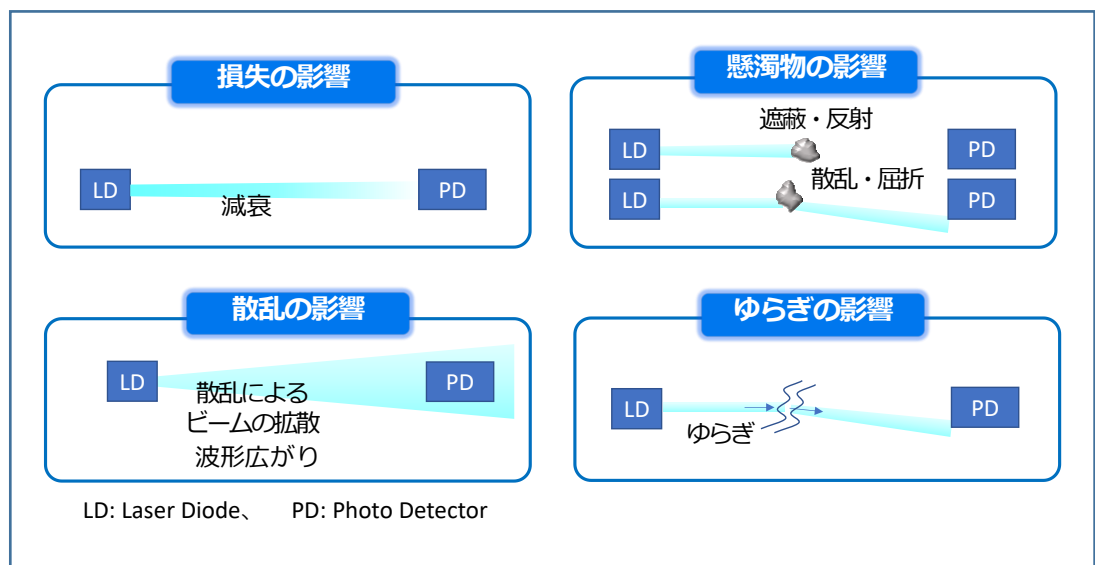 損失の影響
LD
PD
減衰
懸濁物の影響
遮蔽・反射
LD
PD
散乱・屈折
LD
PD
散乱の影響
LD
PD
散乱による
ビームの拡散
波形広がり
ゆらぎの影響
LD
PD
ゆらぎ
LD: Laser Diode、 PD: Photo Detector